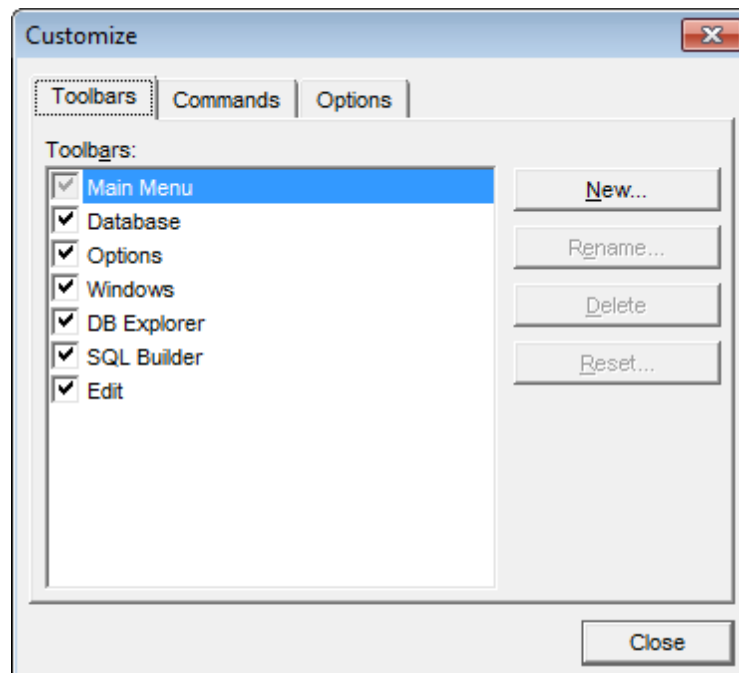 Customize
Toolbars Commands Options
Toolbars:
Main Menu
Database
Options
Windows
DB Explorer
SQL Builder
Edit
New...
Rename...
Delete
Reset...
Close